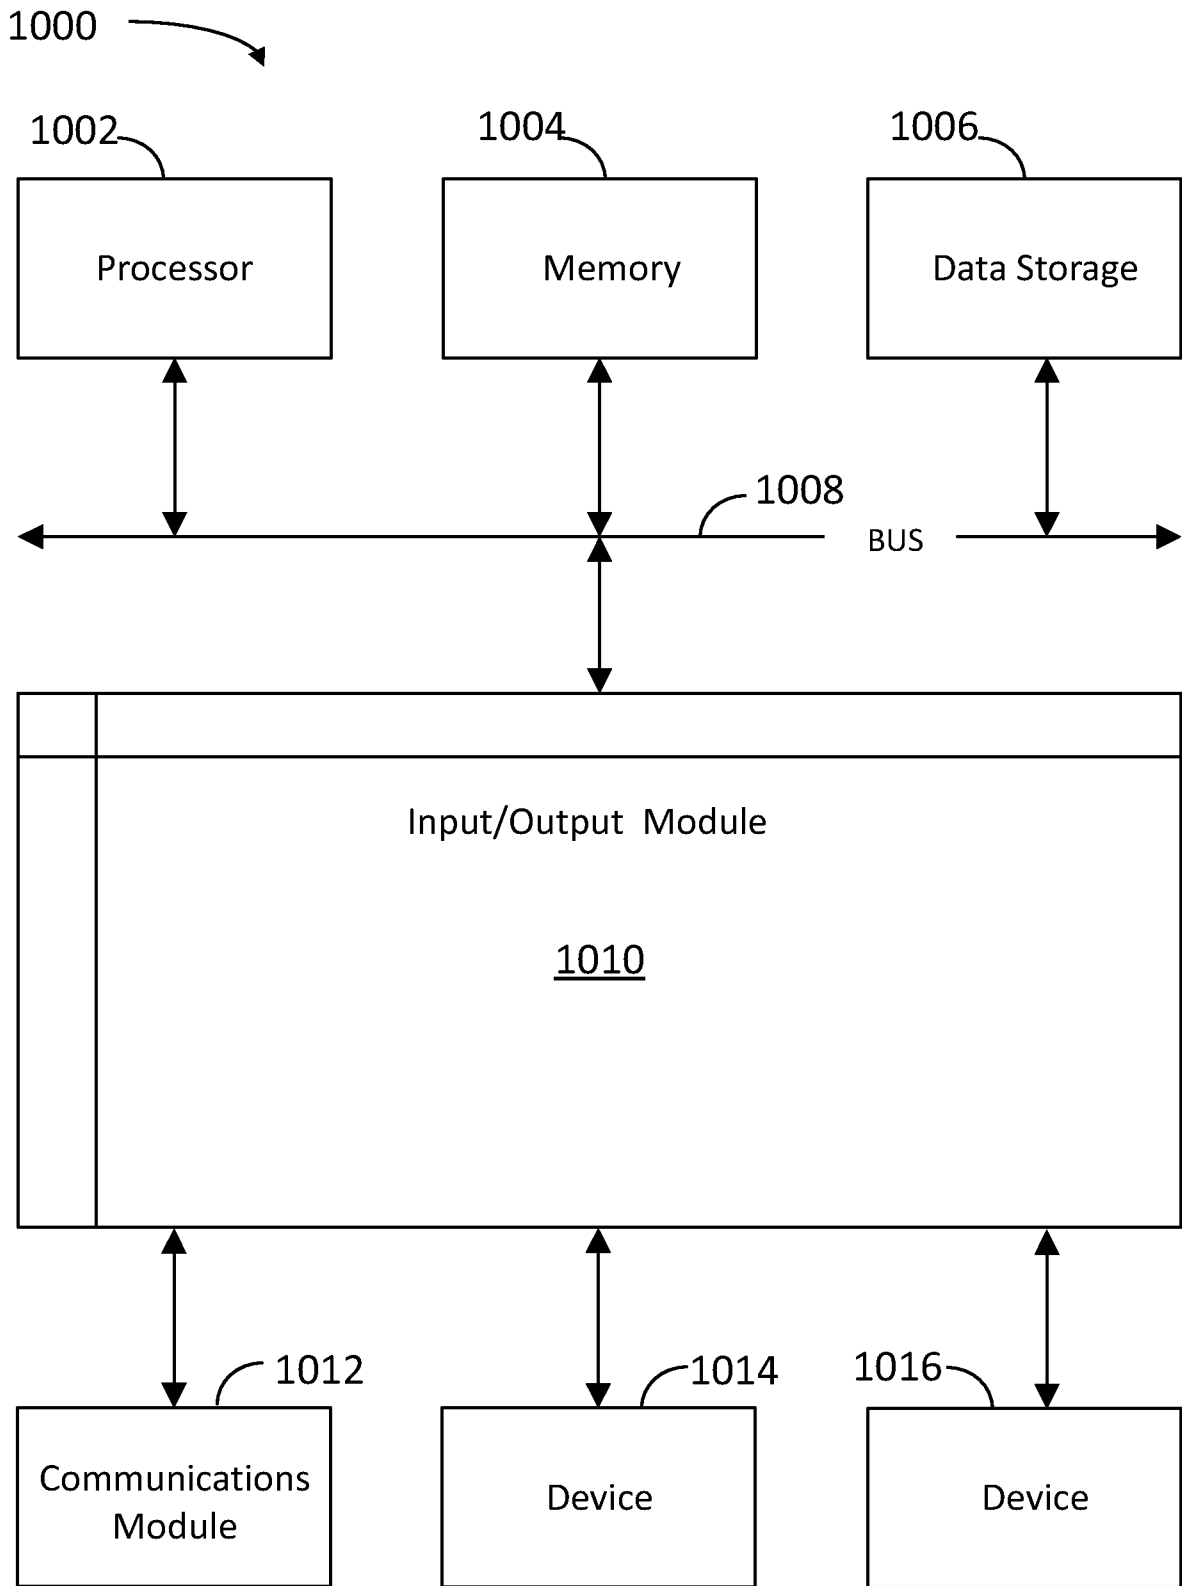 1000
1002
1004
1006
Processor
Memory
Data Storage
1008
BUS
Input/Output Module
1010
1012
1014
1016
Communications
Module
Device
Device